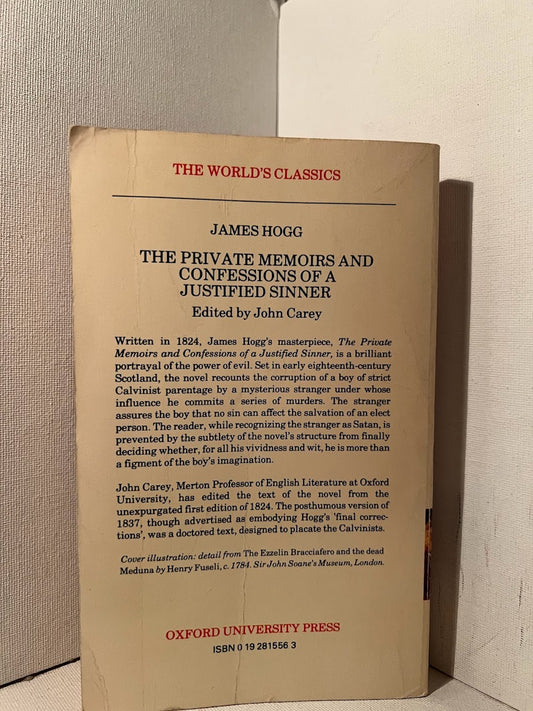 THE WORLD'S CLASSICS
JAMES HOGG
THE PRIVATE MEMOIRS AND
CONFESSIONS OF A
JUSTIFIED SINNER
Edited by John Carey
Written in 1824, James Hogg's masterpiece, The Private
Memoirs and Confessions of a Justified Sinner, is a brilliant
portrayal of the power of evil. Set in early eighteenth-century
Scotland, the novel recounts the corruption of a boy of strict
Calvinist parentage by a mysterious stranger under whose
influence he commits a series of murders. The stranger
assures the boy that no sin can affect the salvation of an elect
person. The reader, while recognizing the stranger as Satan, is
prevented by the subtlety of the novel's structure from finally
deciding whether, for all his vividness and wit, he is more than
a figment of the boy's imagination.
John Carey, Merton Professor of English Literature at Oxford
University, has edited the text of the novel from the
unexpurgated first edition of 1824. The posthumous version of
1837, though advertised as embodying Hogg's 'final correc-
tions', was a doctored text, designed to placate the Calvinists.
Cover illustration: detail from The Ezzelin Bracciafero and the dead
Meduna by Henry Fuseli, c. 1784. Sir John Soane's Museum, London.
OXFORD UNIVERSITY PRESS
ISBN 0 19 281556 3